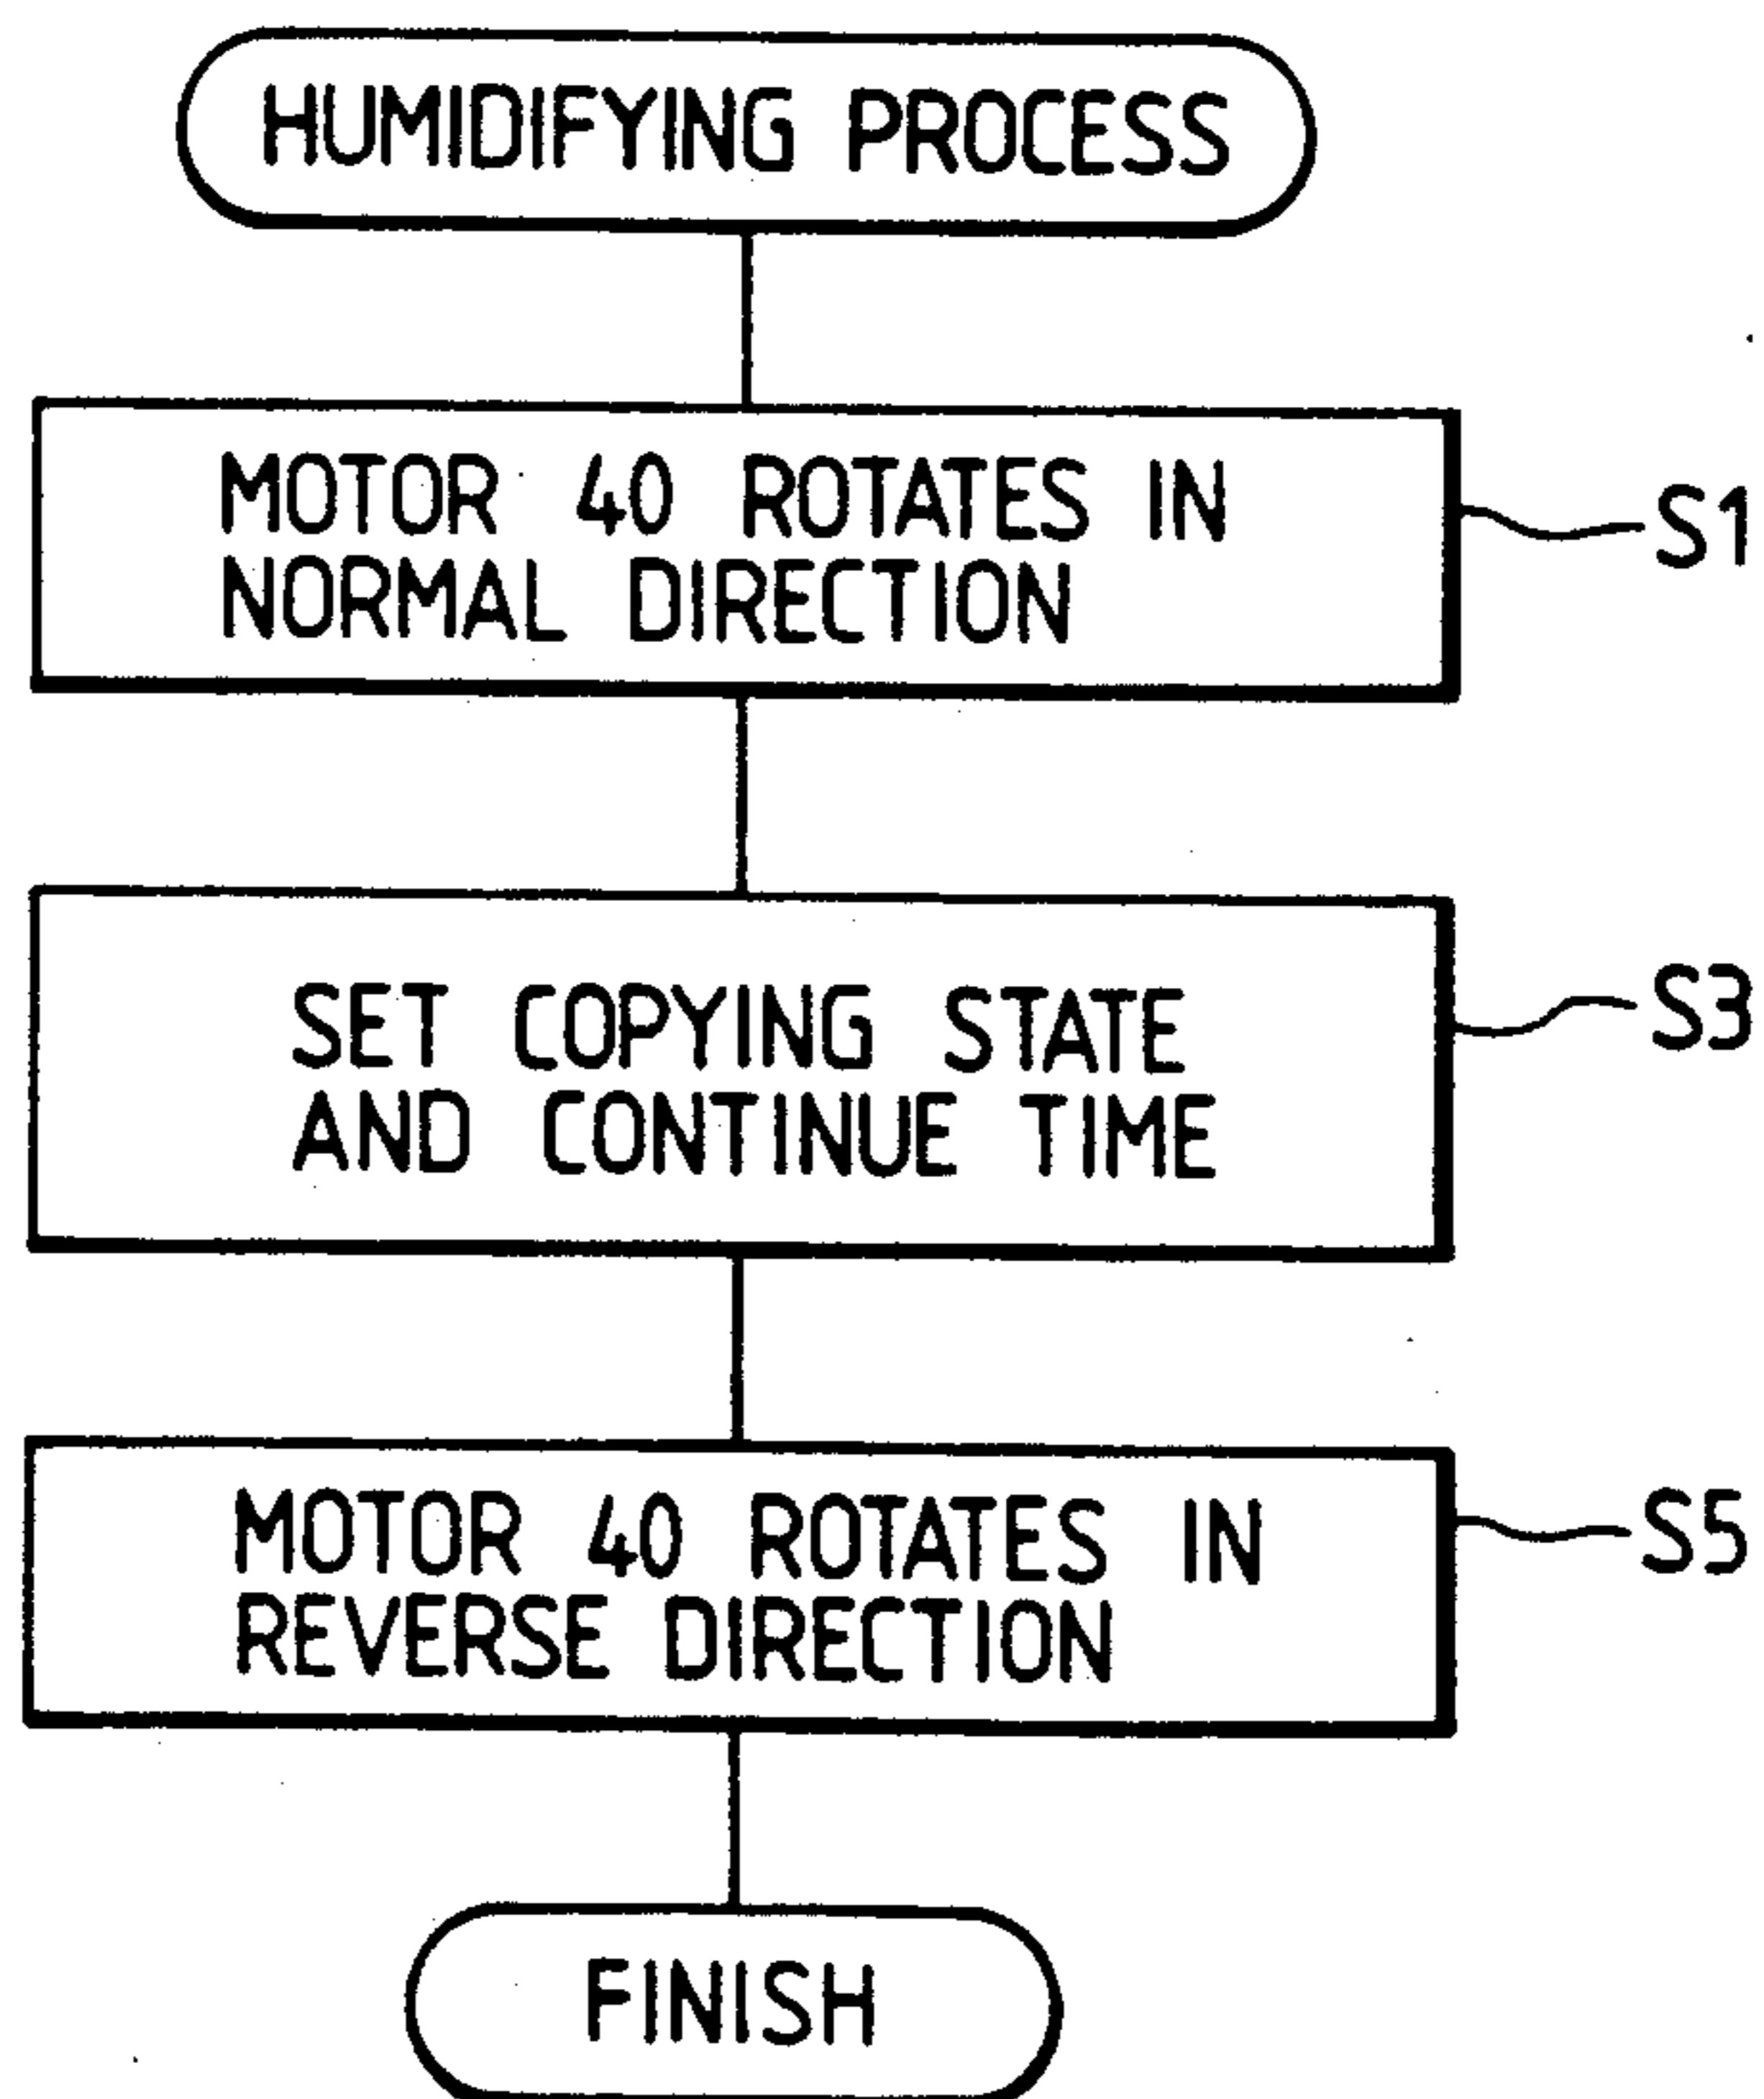 HUMIDIFYING PROCESS
MOTOR 40 ROTATES IN
NORMAL DIRECTION
S1
SET COPYING STATE
AND CONTINUE TIME
S3
MOTOR 40 ROTATES IN
REVERSE DIRECTION
S5
FINISH